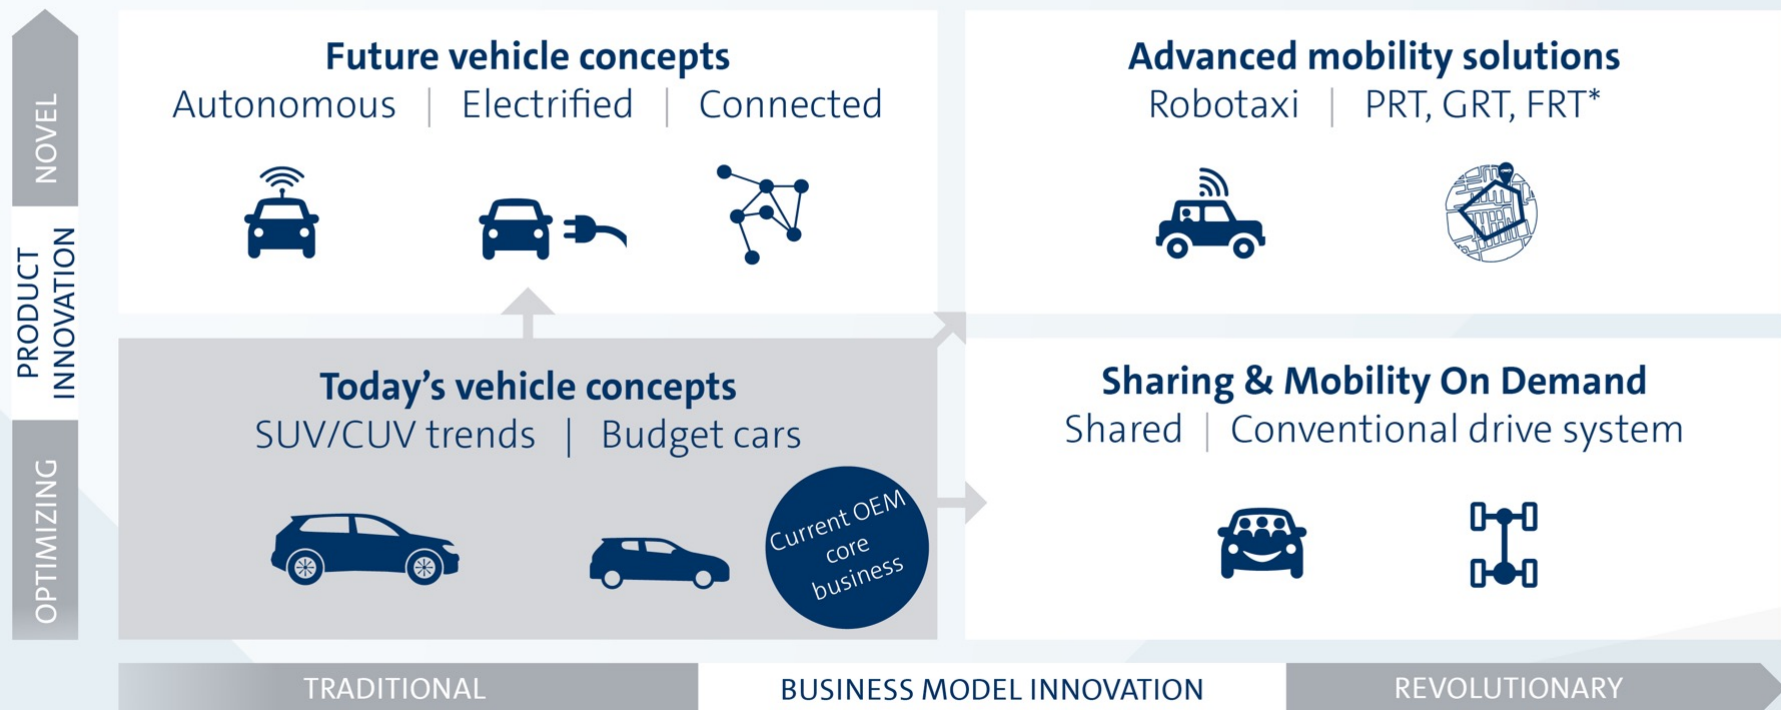 NOVEL
PRODUCT
INNOVATION
OPTIMIZING
Future vehicle concepts
Autonomous | Electrified | Connected
Advanced mobility solutions
Robotaxi | PRT, GRT, FRT*
Today's vehicle concepts
SUV/CUV trends | Budget cars
Current OEM
core
business
Sharing & Mobility On Demand
Shared | Conventional drive system
TRADITIONAL
BUSINESS MODEL INNOVATION
REVOLUTIONARY